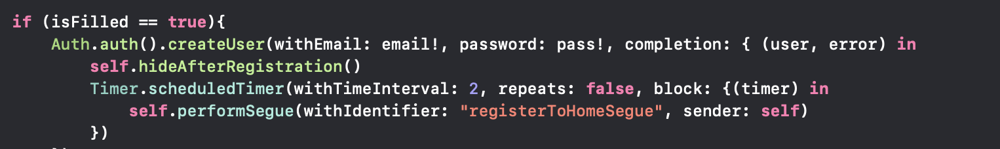 if (isFilled == true){
Auth.auth().createUser(withEmail: email!, password: pass!, completion: { (user, error) in
self.hideAfterRegistration()
Timer.scheduledTimer(withTimeInterval: 2, repeats: false, block: {(timer) in
self.performSegue(withIdentifier: "registerToHomeSegue", sender: self)
})